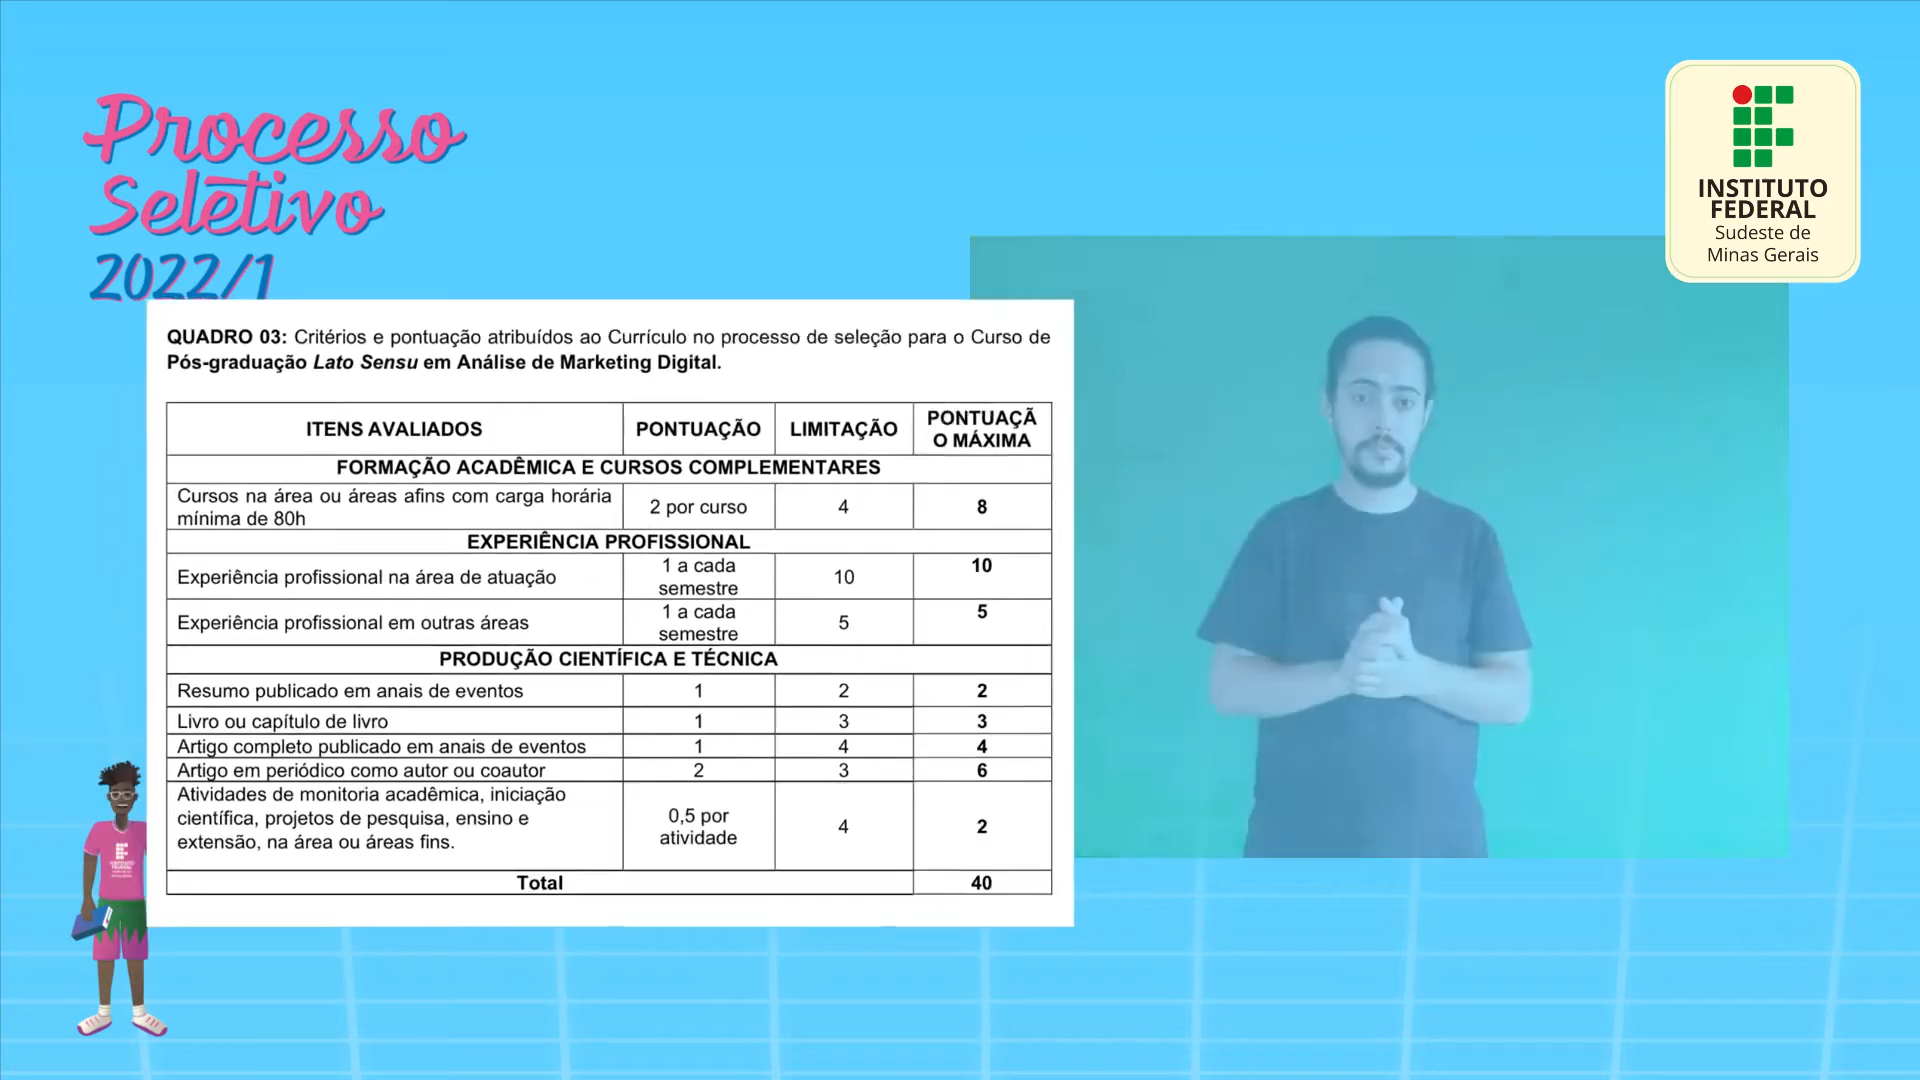 Processo
Seletivo
2022/1
INSTITUTO
FEDERAL
Sudeste de
Minas Gerais
QUADRO 03: Critérios e pontuação atribuídos ao Currículo no processo de seleção para o Curso de
Pós-graduação Lato Sensu em Análise de Marketing Digital.
ITENS AVALIADOS PONTUAÇÃO LIMITAÇÃO PONTUAÇÃ
O MÁXIMA
FORMAÇÃO ACADÊMICA E CURSOS COMPLEMENTARES
Cursos na área ou áreas afins com carga horária
mínima de 80h 2 por curso 4 8
EXPERIÊNCIA PROFISSIONAL
Experiência profissional na área de atuação 1 a cada
semestre 10 10
Experiência profissional em outras áreas 1 a cada
semestre 5 5
PRODUÇÃO CIENTÍFICA E TÉCNICA
Resumo publicado em anais de eventos 1 2 2
Livro ou capítulo de livro 1 3 3
Artigo completo publicado em anais de eventos 1 4 4
Artigo em periódico como autor ou coautor 2 3 6
Atividades de monitoria acadêmica, iniciação
científica, projetos de pesquisa, ensino e
extensão, na área ou áreas fins. 0,5 por
atividade 4 2
Total 40
INSTITUTO
FEDERAL